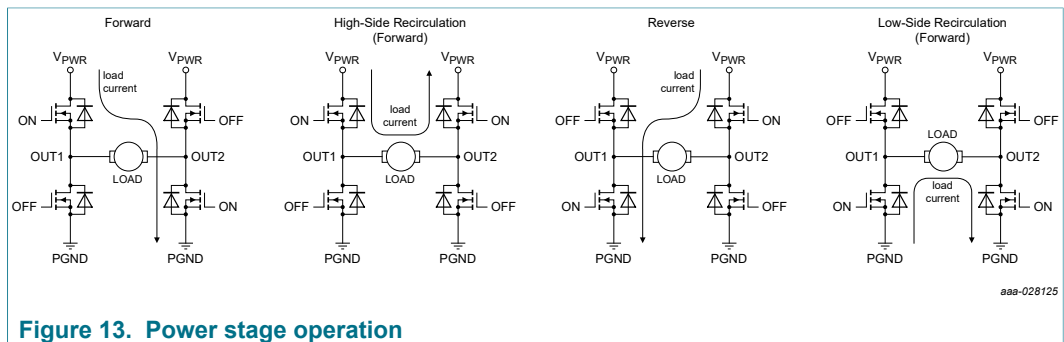 Forward
VPWR VPWR
load
current
ON OFF
OUT1 OUT2
LOAD
OFF ON
PGND PGND
High-Side Recirculation
(Forward)
VPWR VPWR
load
current
ON ON
OUT1 OUT2
LOAD
OFF OFF
PGND PGND
Reverse
VPWR VPWR
load
current
OFF ON
OUT1 OUT2
LOAD
ON OFF
PGND PGND
Low-Side Recirculation
(Forward)
VPWR VPWR
OFF OFF
LOAD
OUT1 OUT2
load
current
ON ON
PGND PGND
aaa-028125
Figure 13. Power stage operation